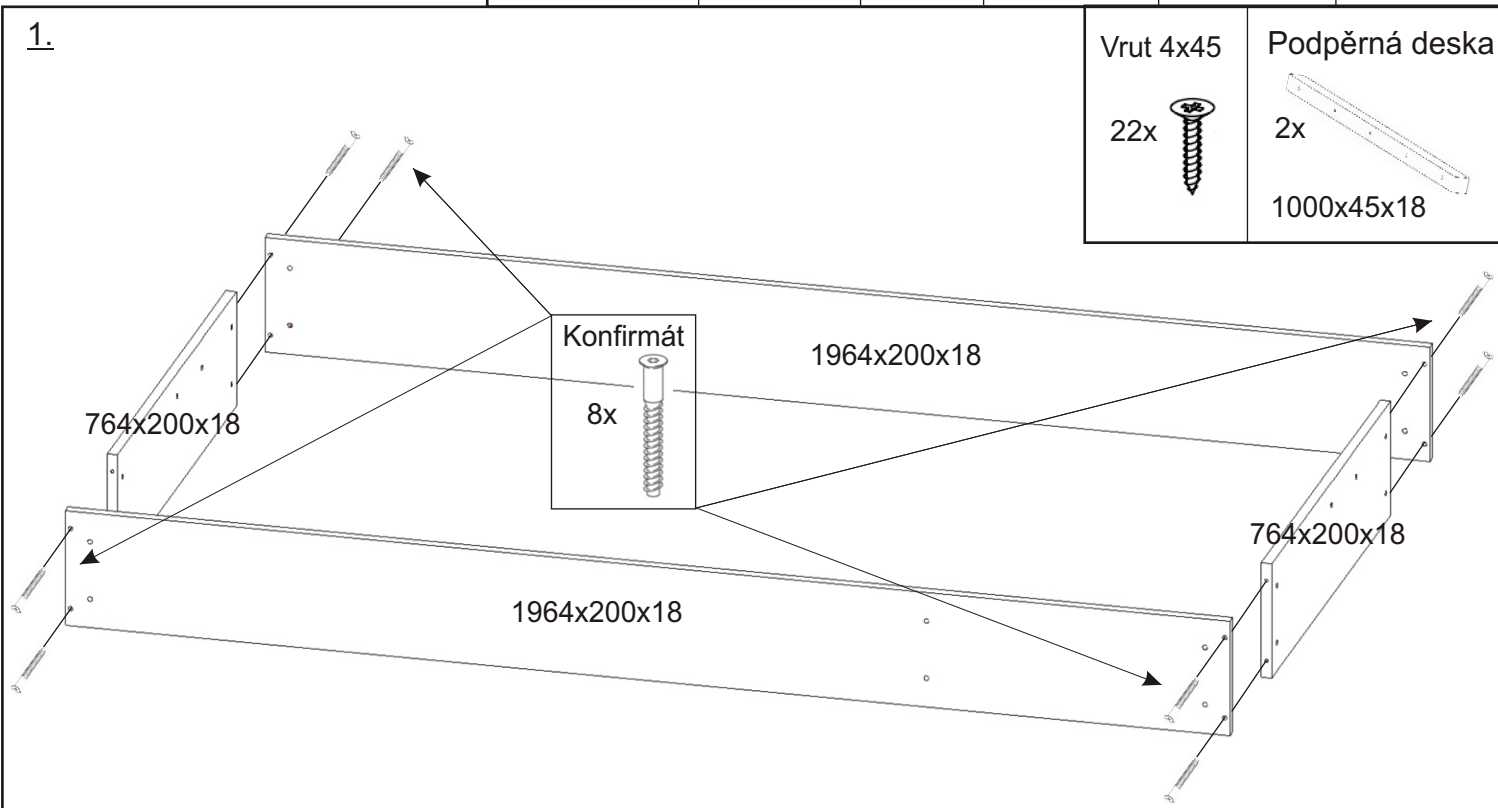 1.
Vrut 4x45
22x
Podpěrná deska
2x
1000x45x18
Konfirmát
8x
1964x200x18
764x200x18
764x200x18
1964x200x18